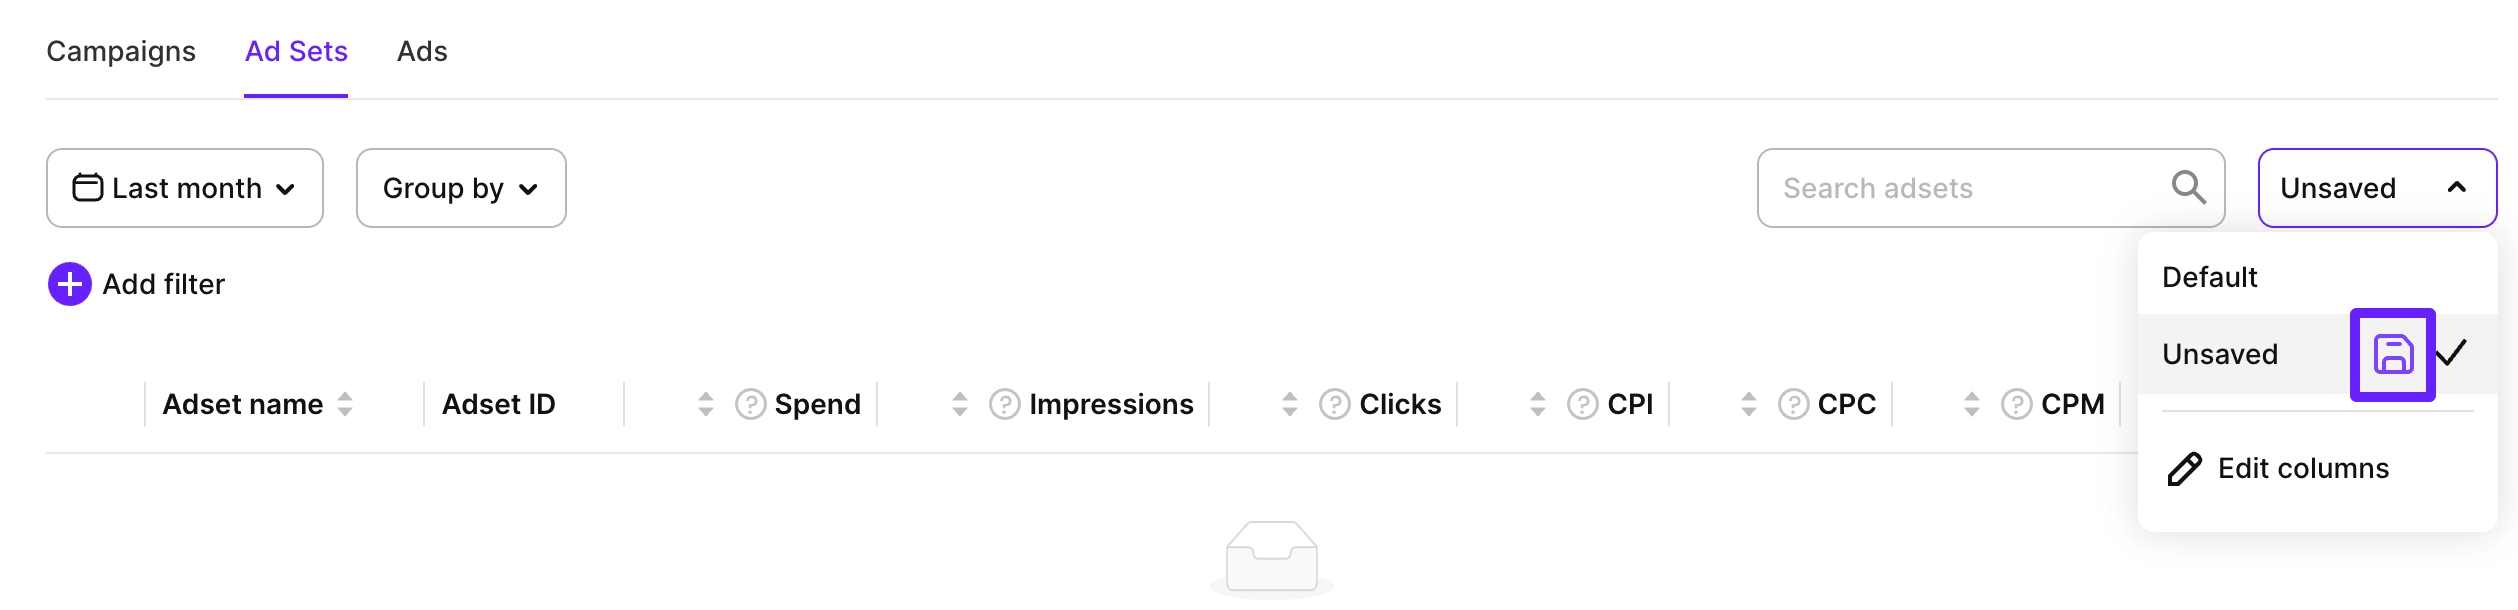 Campaigns Ad Sets Ads
Last month Group by Search adsets Unsaved
Add filter
Default
Unsaved
Adset name Adset ID Spend Impressions Clicks CPI CPC CPM
Edit columns